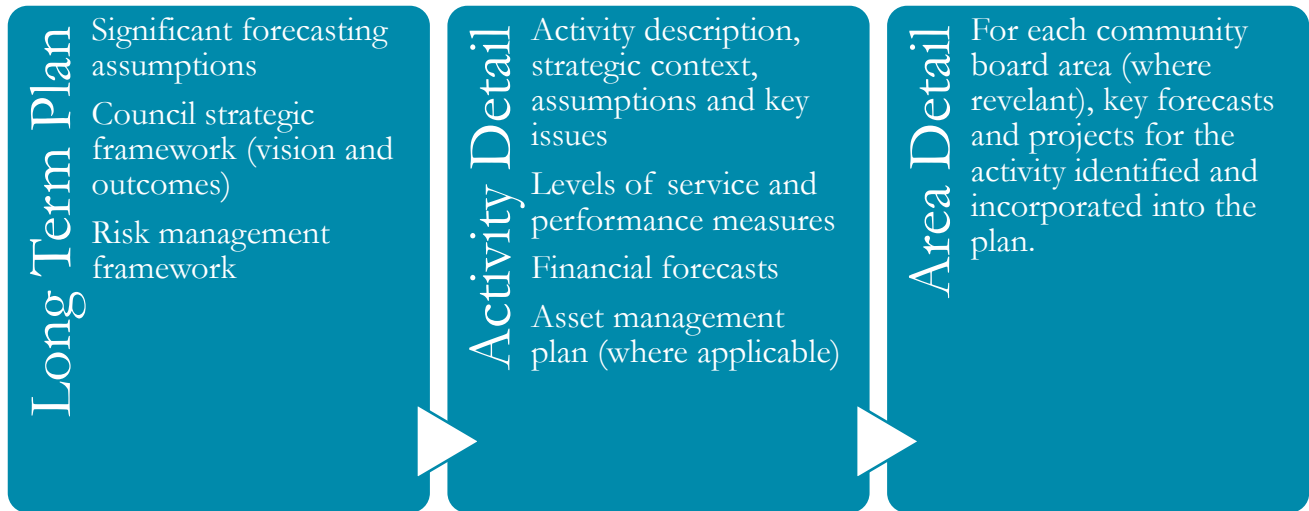 Long Term Plan
Significant forecasting
assumptions
Council strategic
framework (vision and
outcomes)
Risk management
framework
Activity Detail
Activity description,
strategic context,
assumptions and key
issues
Levels of service and
performance measures
Financial forecasts
Asset management
plan (where applicable)
Area Detail
For each community
board area (where
revelant), key forecasts
and projects for the
activity identified and
incorporated into the
plan.